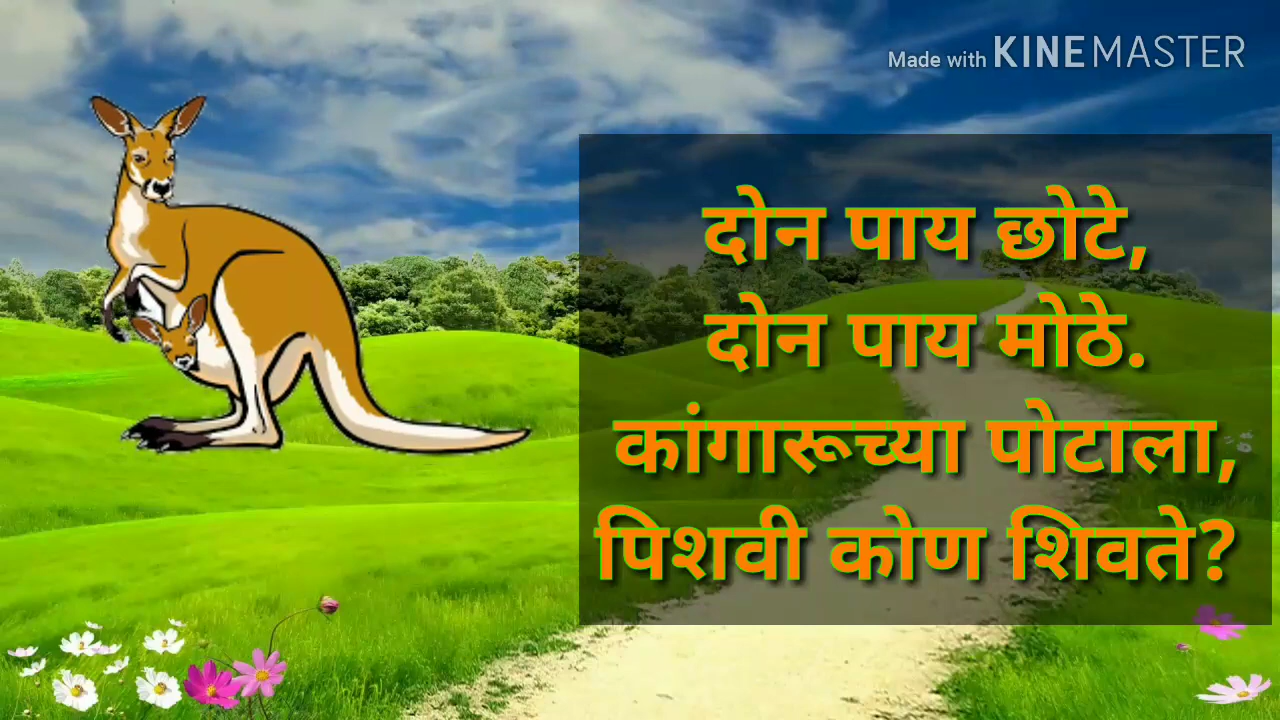 Made with KINEMASTER
दोन पाय छोटे,
दोन पाय मोठे.
कांगारूच्या पोटाला,
पिशवी कोण शिवते?